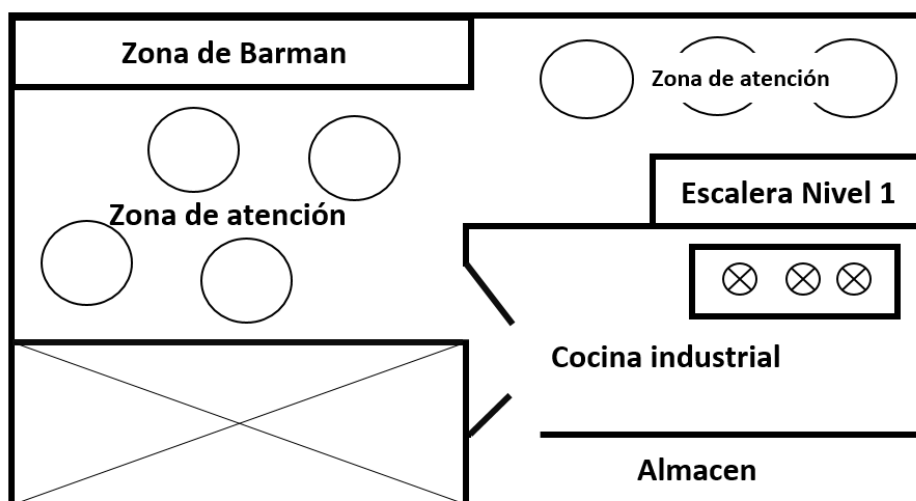 Zona de Barman
Zona de atención
Zona de atención
Escalera Nivel 1
Cocina industrial
Almacen